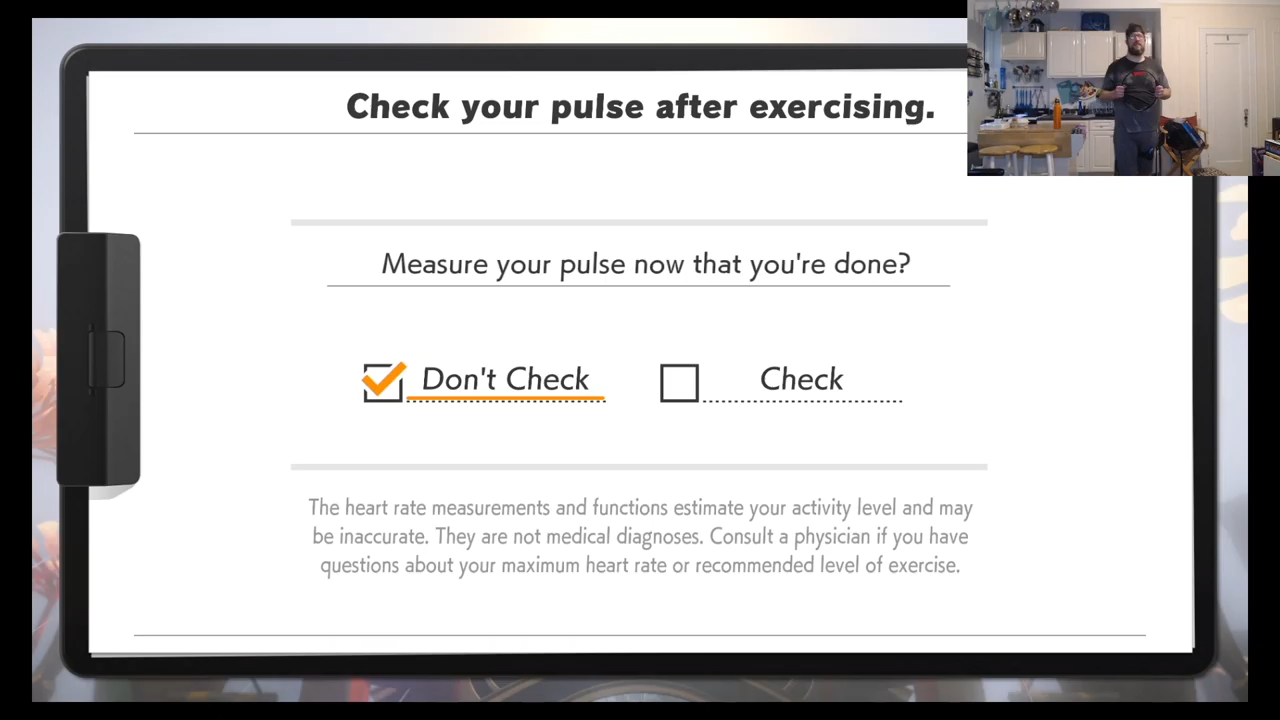 Check your pulse after exercising.
Measure your pulse now that you're done?
Don't Check
Check
The heart rate measurements and functions estimate your activity level and may
be inaccurate. They are not medical diagnoses. Consult a physician if you have
questions about your maximum heart rate or recommended level of exercise.